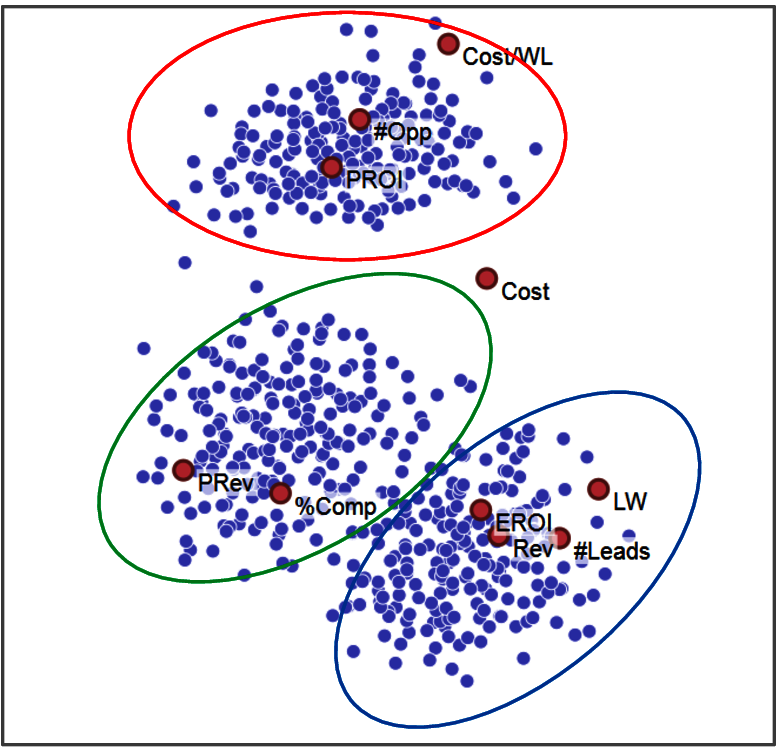 Cost/WL
#Opp
PROI
Cost
PRev
%Comp
LW
EROI
Rev
#Leads